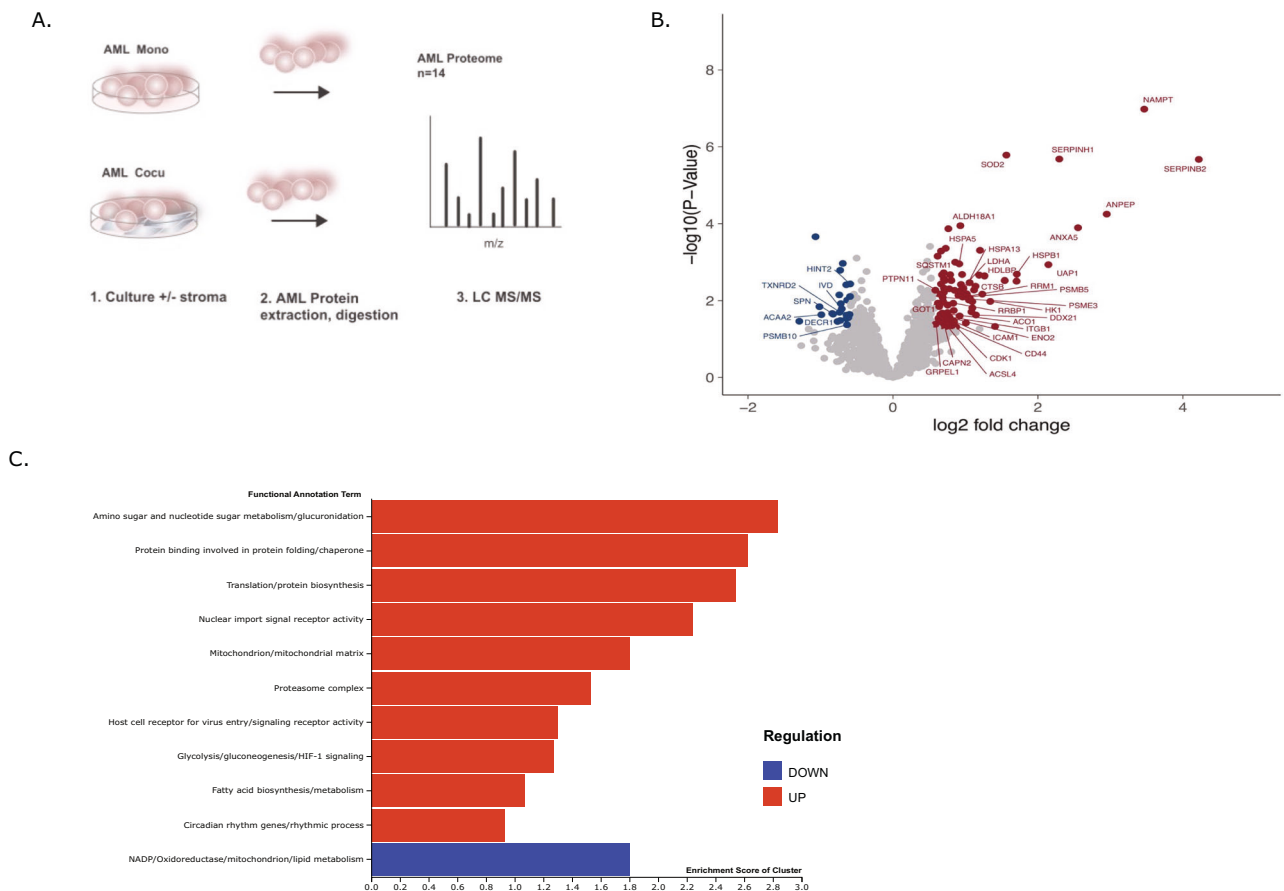 A.
AML Mono
AML Cocu
AML Proteome
n=14
m/z
1. Culture +/- stroma
2. AML Protein
extraction, digestion
3. LC MS/MS
B.
8
6
4
2
0
−log10(P−Value)
NAMPT
SOD2
SERPINH1
SERPINB2
ANPEP
ALDH18A1
ANXA5
HSPA5
HSPA13
SQSTM1
LDHA
HSPB1
HINT2
HDLBP
UAP1
PTPN11
IVD
CTSB
RRM1
TXNRD2
PSMB5
SPN
PSME3
GOT1
RRBP1
HK1
ACAA2
DDX21
DECR1
ACO1
ITGB1
PSMB10
ICAM1
ENO2
CD44
CAPN2
CDK1
GRPEL1
ACSL4
−2
0
2
4
log2 fold change
C.
Functional Annotation Term
Amino sugar and nucleotide sugar metabolism/glucuronidation
Protein binding involved in protein folding/chaperone
Translation/protein biosynthesis
Nuclear import signal receptor activity
Mitochondrion/mitochondrial matrix
Proteasome complex
Host cell receptor for virus entry/signaling receptor activity
Glycolysis/gluconeogenesis/HIF-1 signaling
Fatty acid biosynthesis/metabolism
Circadian rhythm genes/rhythmic process
NADP/Oxidoreductase/mitochondrion/lipid metabolism
Regulation
DOWN
UP
Enrichment Score of Cluster
0.0 0.2 0.4 0.6 0.8 1.0 1.2 1.4 1.6 1.8 2.0 2.2 2.4 2.6 2.8 3.0